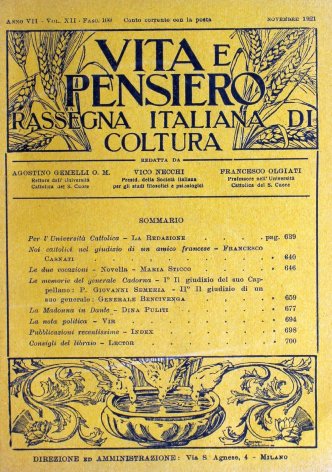 ANNO VII - VOL. XII - FASC. 100 Conto corrente con la posta NOVEMBRE 1921
VITA E
PENSIERO
RASSEGNA ITALIANA DI
COLTURA
REDATTA DA
AGOSTINO GEMELLI O. M. VICO NECCHI FRANCESCO OLGIATI
Rettore dell'Università Presid. della Società italiana Professore nell'Università
Cattolica del S. Cuore per gli studi filosofici e psicologici Cattolica del S. Cuore
SOMMARIO
Per l'Università Cattolica - LA REDAZIONE pag. 639
Noi cattolici nel giudizio di un amico francese - FRANCESCO
CASNATI 640
Le due vocazioni - Novella - MARIA STICCO 646
Le memorie del generale Cadorna - I° Il giudizio del suo Cap-
pellano: P. GIOVANNI SEMERIA - II° Il giudizio di un
suo generale: GENERALE BENCIVENGA 659
La Madonna in Dante - DINA PULITI 677
La nota politica - VIR 694
Pubblicazioni recentissime - INDEX 698
Consigli del libraio - LECTOR 700
DIREZIONE ED AMMINISTRAZIONE: Via S. Agnese, 4 - MILANO